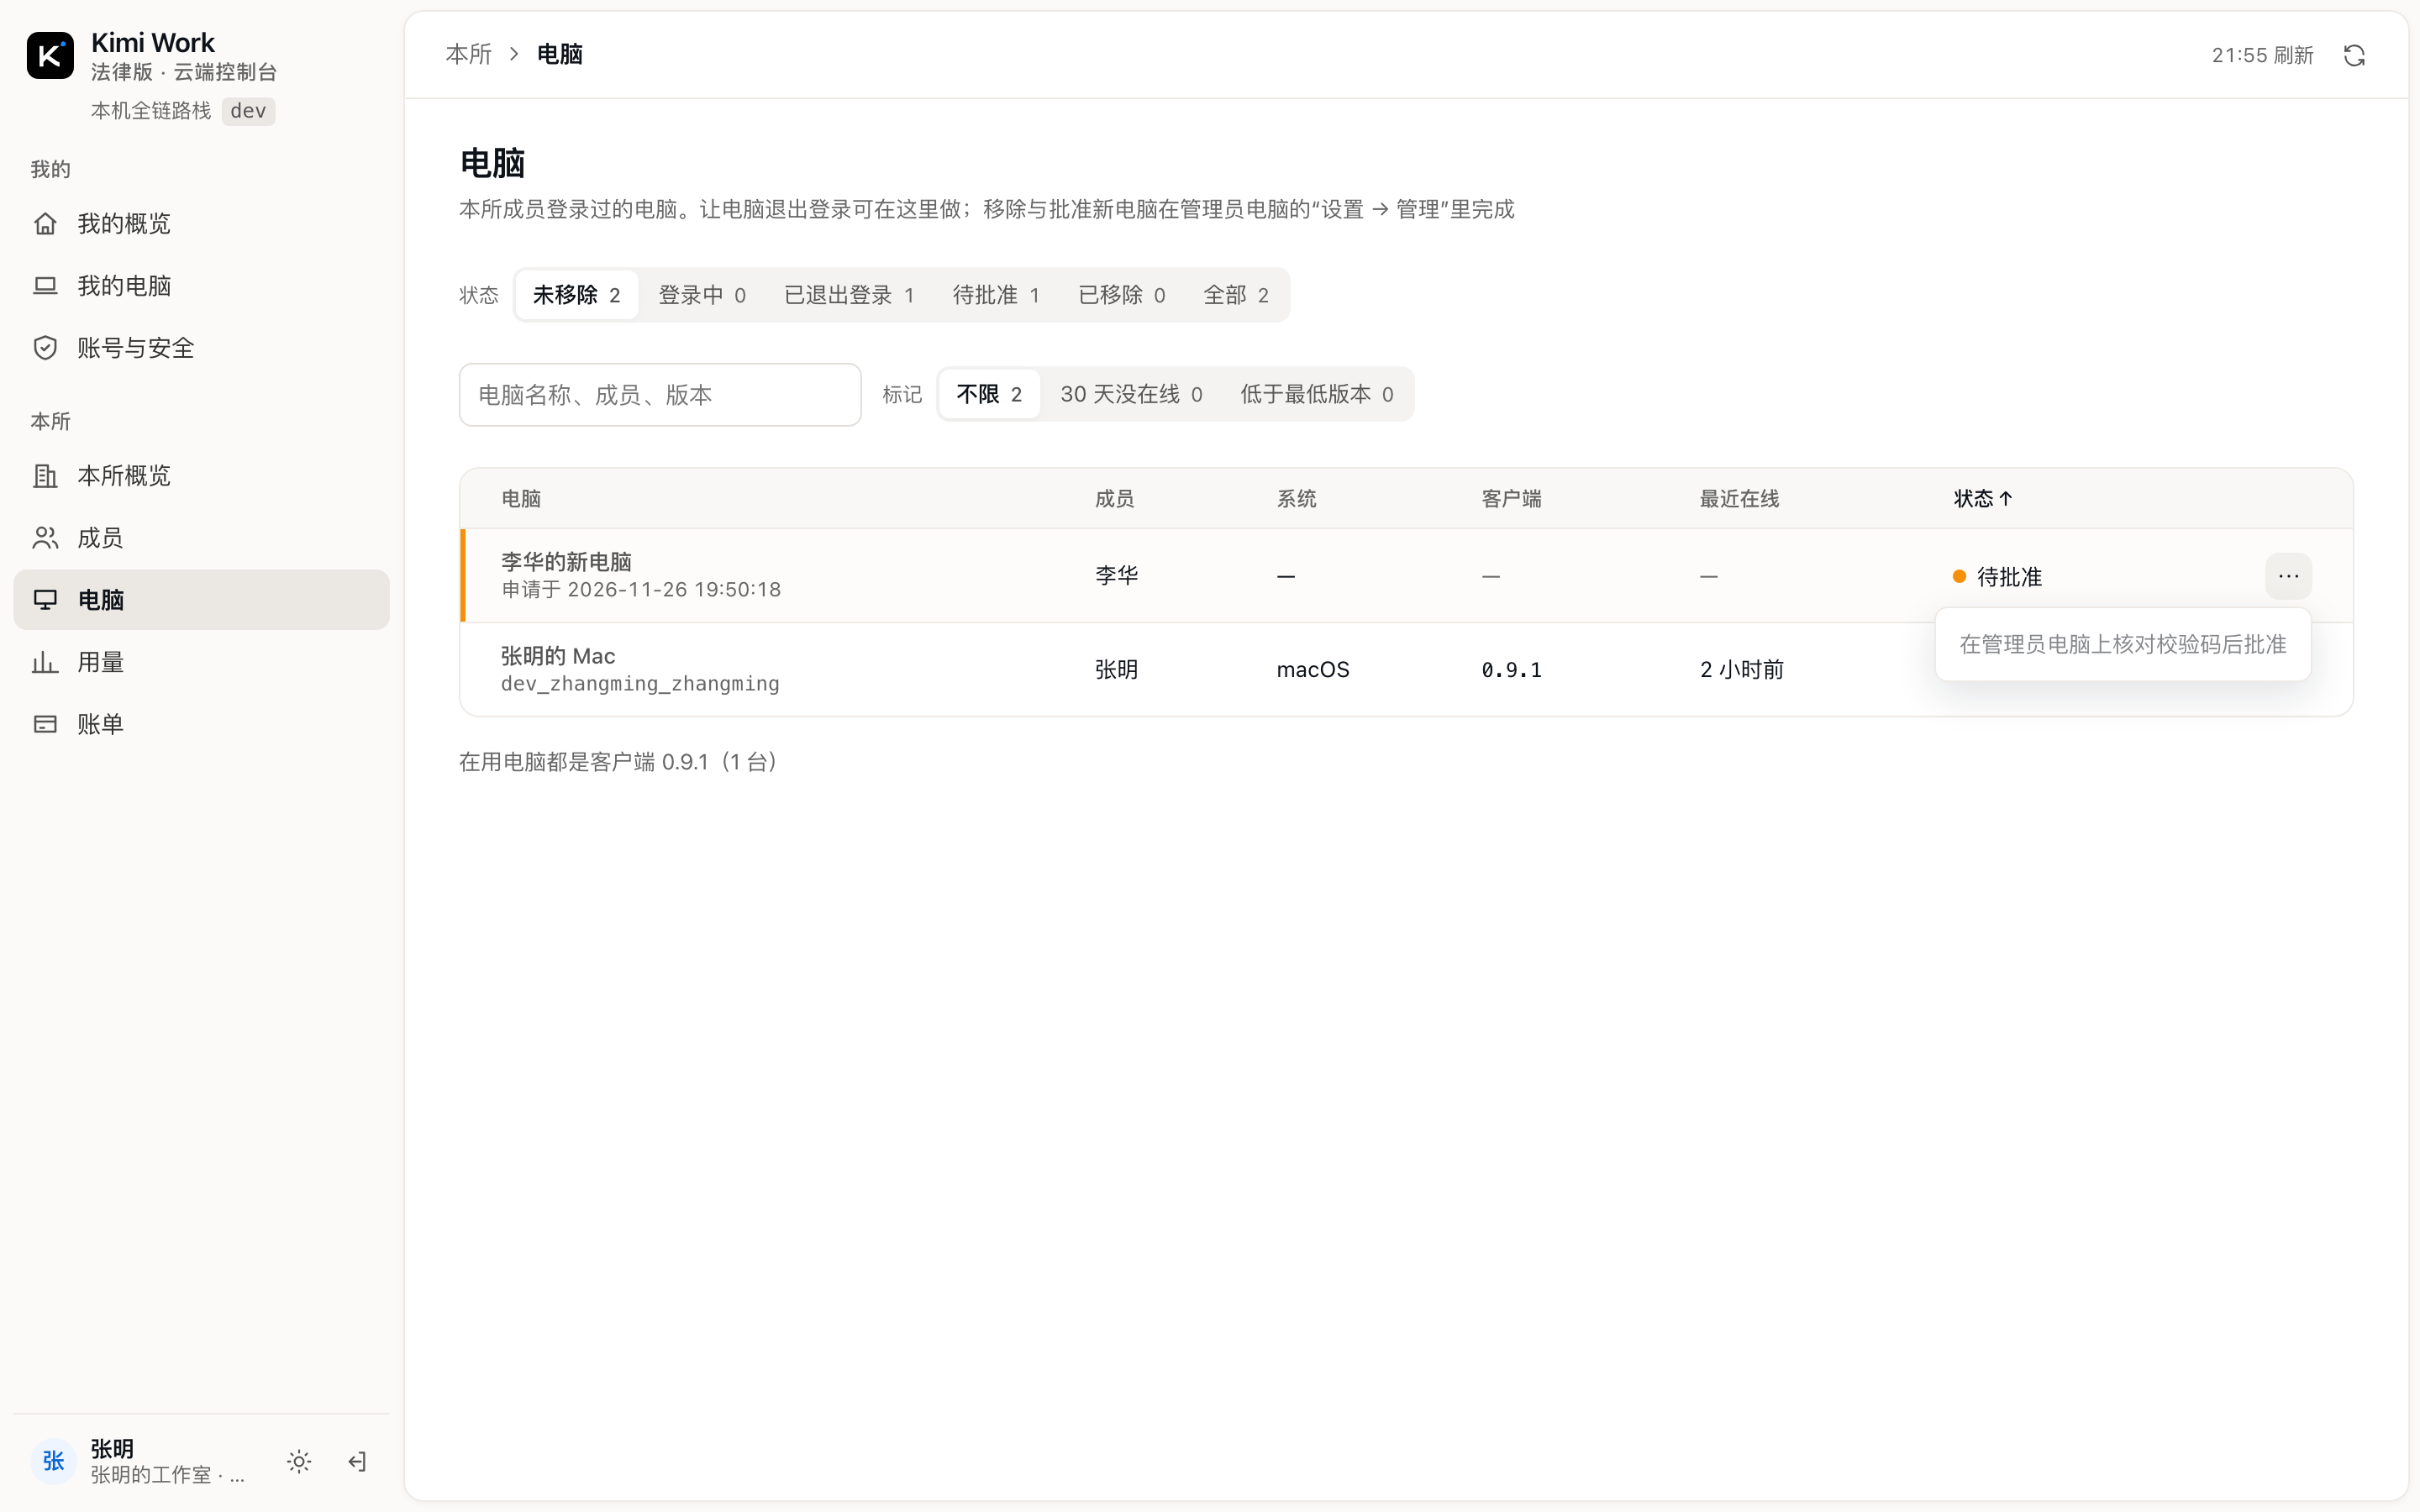 Kimi Work
法律版 · 云端控制台
本机全链路栈 dev
我的
我的概览
我的电脑
账号与安全
本所
本所概览
成员
电脑
用量
账单
张 张明
张明的工作室 · ...
本所 > 电脑
21:55 刷新
电脑
本所成员登录过的电脑。让电脑退出登录可在这里做；移除与批准新电脑在管理员电脑的“设置 → 管理”里完成
状态 未移除 2 登录中 0 已退出登录 1 待批准 1 已移除 0 全部 2
电脑名称、成员、版本 标记 不限 2 30 天没在线 0 低于最低版本 0
电脑 成员 系统 客户端 最近在线 状态 ↑
李华的新电脑
申请于 2026-11-26 19:50:18
李华 — — — 待批准 ···
在管理员电脑上核对校验码后批准
张明的 Mac
dev_zhangming_zhangming
张明 macOS 0.9.1 2 小时前
在用电脑都是客户端 0.9.1（1 台）